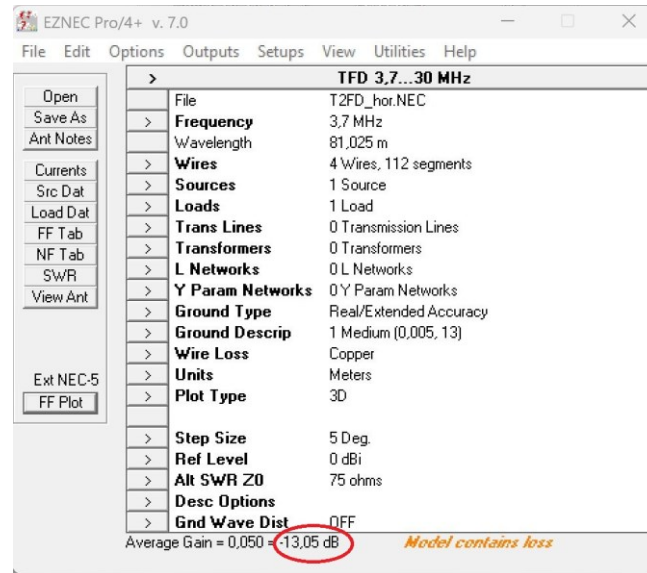 EZNEC Pro/4+ v. 7.0
File Edit Options Outputs Setups View Utilities Help
Open
Save As
Ant Notes
Currents
Src Dat
Load Dat
FF Tab
NF Tab
SWR
View Ant
Ext NEC-5
FF Plot
> TFD 3,7...30 MHz
File T2FD_hor.NEC
> Frequency 3,7 MHz
Wavelength 81,025 m
> Wires 4 Wires, 112 segments
> Sources 1 Source
> Loads 1 Load
> Trans Lines 0 Transmission Lines
> Transformers 0 Transformers
> L Networks 0 L Networks
> Y Param Networks 0 Y Param Networks
> Ground Type Real/Extended Accuracy
> Ground Descrip 1 Medium (0,005, 13)
> Wire Loss Copper
> Units Meters
> Plot Type 3D
> Step Size 5 Deg.
> Ref Level 0 dBi
> Alt SWR Z0 75 ohms
> Desc Options
> Gnd Wave Dist OFF
Average Gain = 0,050 = -13,05 dB Model contains loss